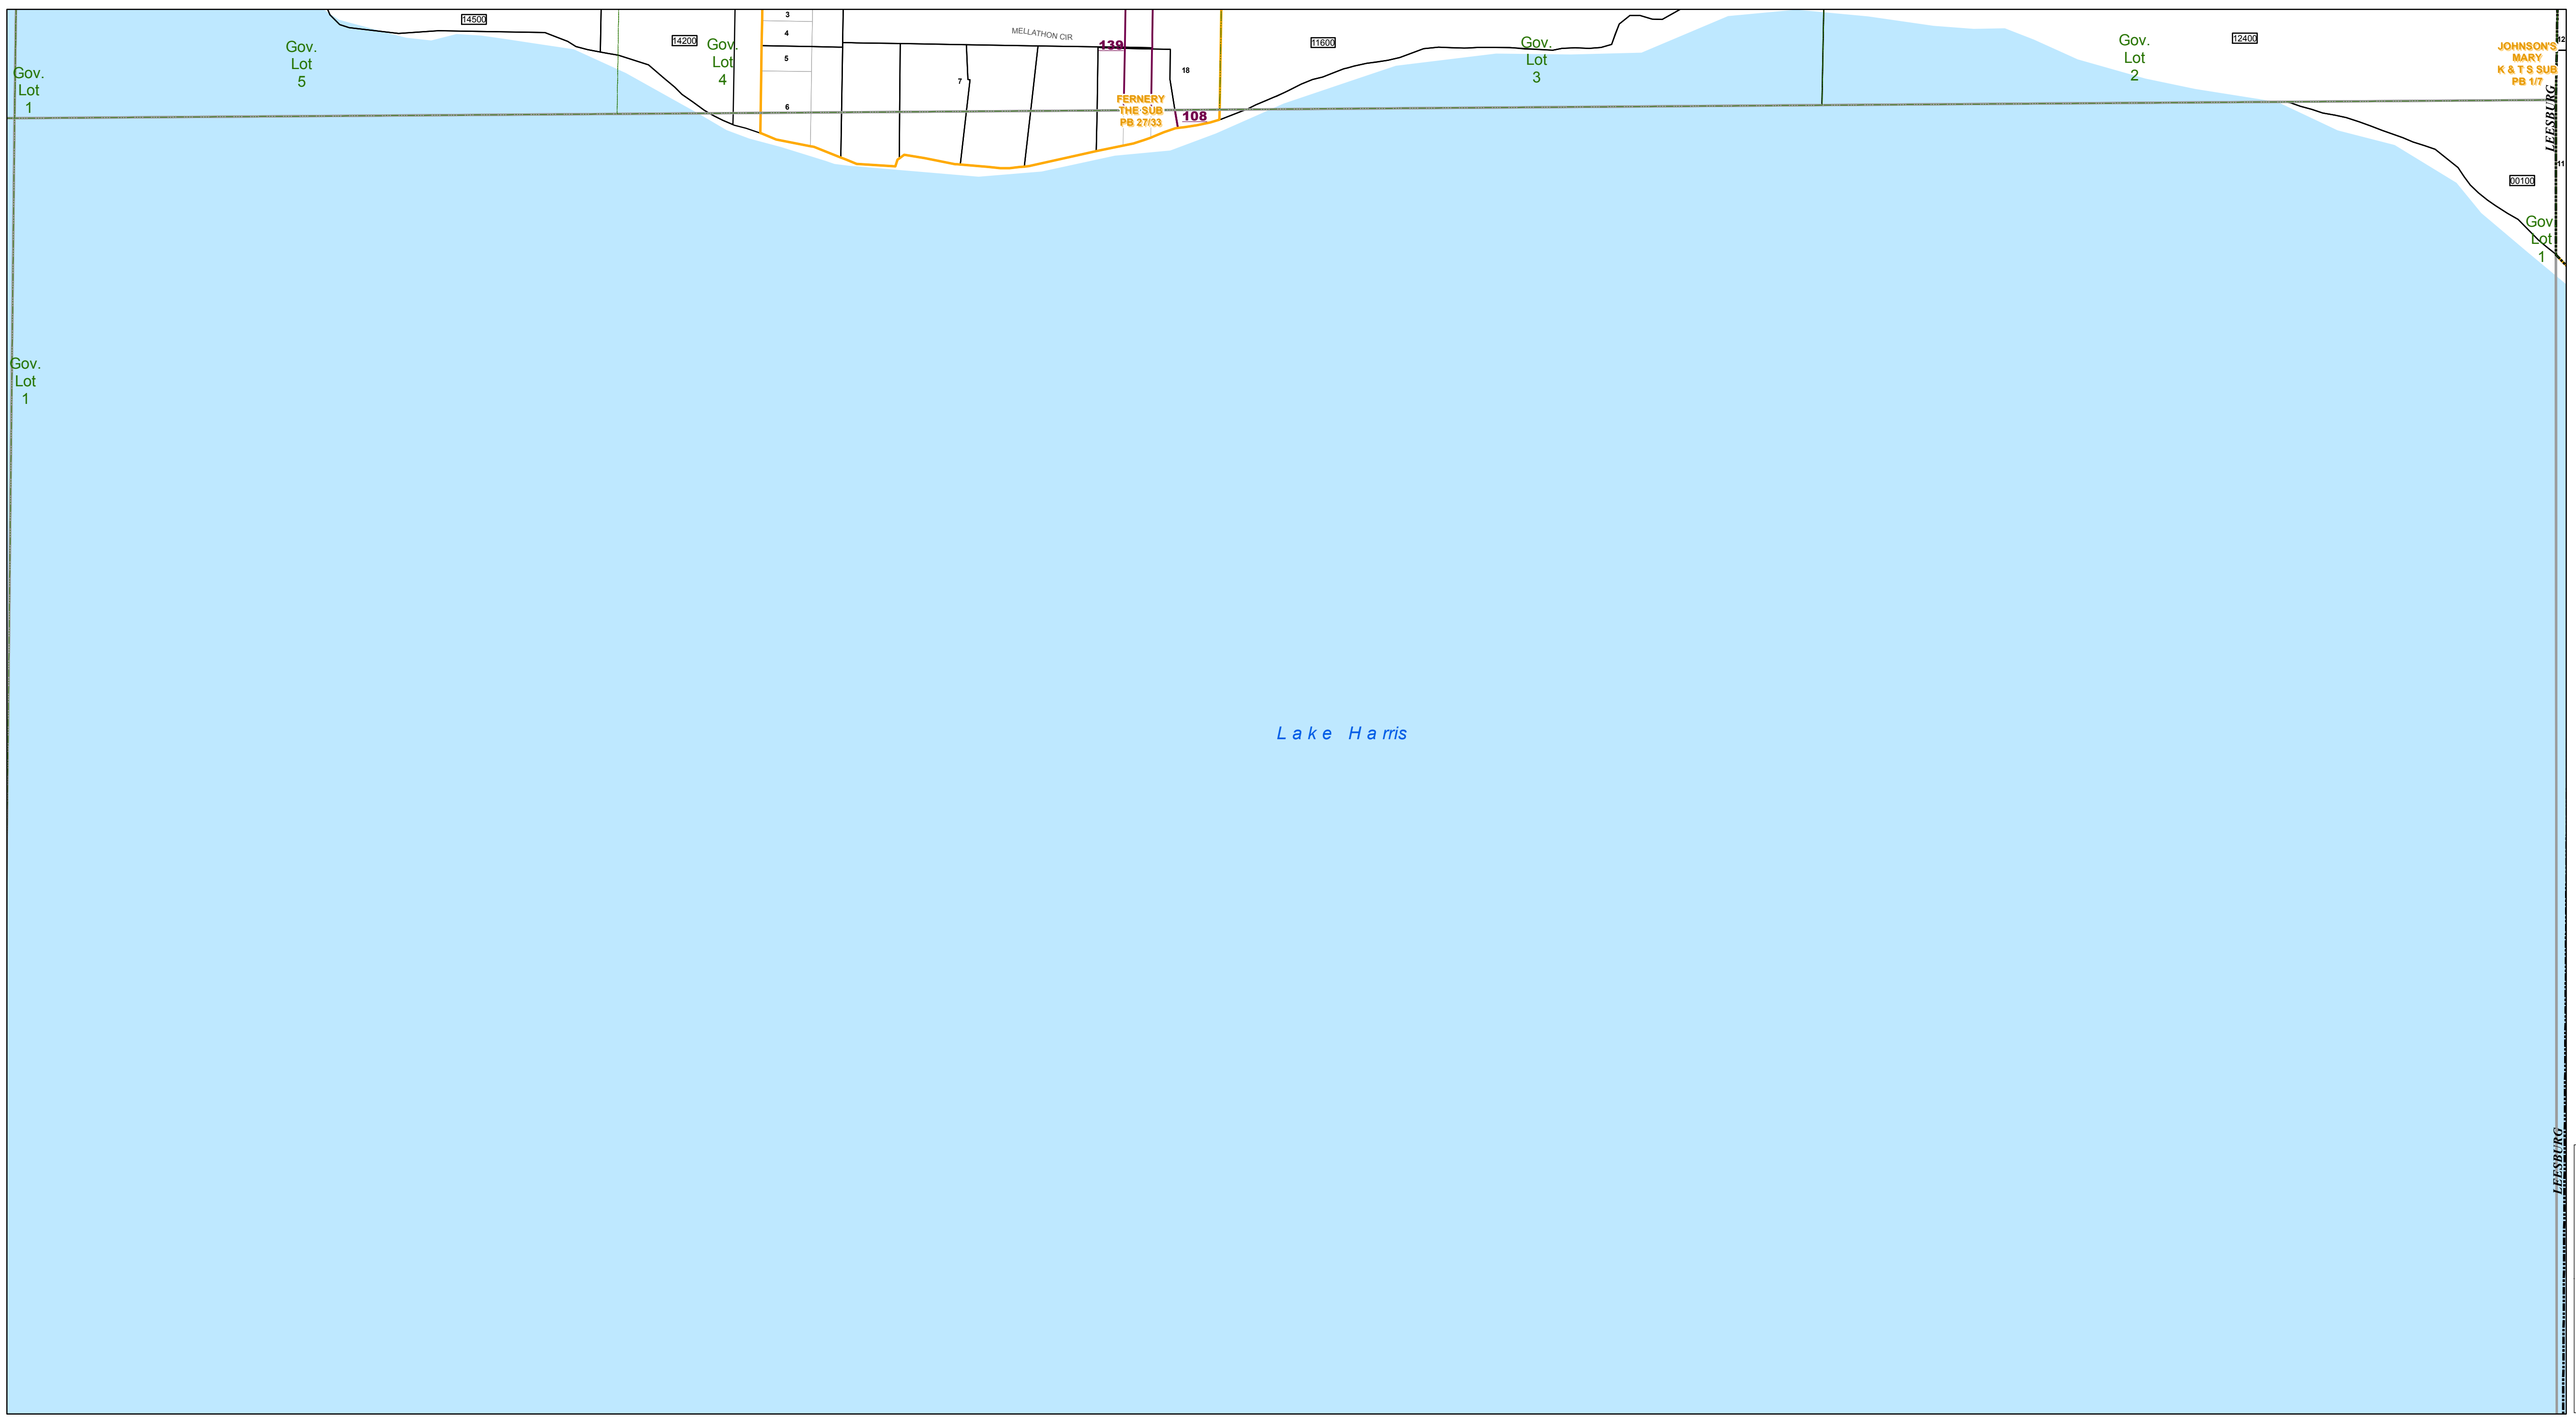 14500
Gov.
Lot
5
Gov.
Lot
1
14200
Gov.
Lot
4
3
4
5
6
MELLATHON CIR
7
139
18
FERNERY
THE SUB
PB 27/33
108
11600
Gov.
Lot
3
Gov.
Lot
2
12400
12
JOHNSON'S
MARY
K & T S SUB
PB 1/7
LEESBURG
11
00100
Gov
Lot
1
Gov.
Lot
1
Lake Harris
LEESBURG